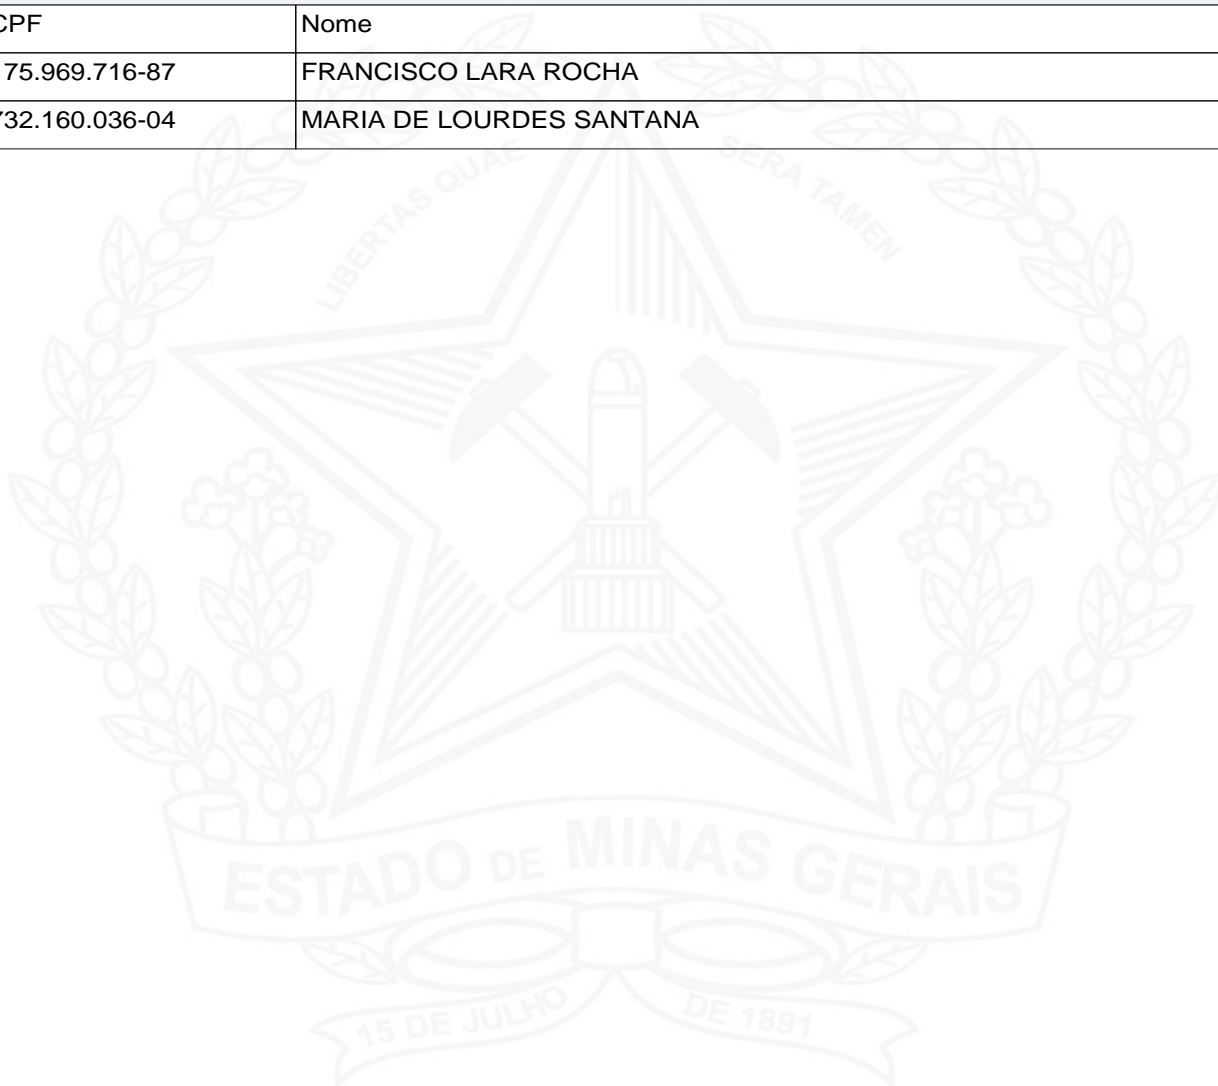 CPF Nome
75.969.716-87 FRANCISCO LARA ROCHA
732.160.036-04 MARIA DE LOURDES SANTANA
LIBERTAS QUAE SERA TAMEN
ESTADO DE MINAS GERAIS
15 DE JULHO DE 1891